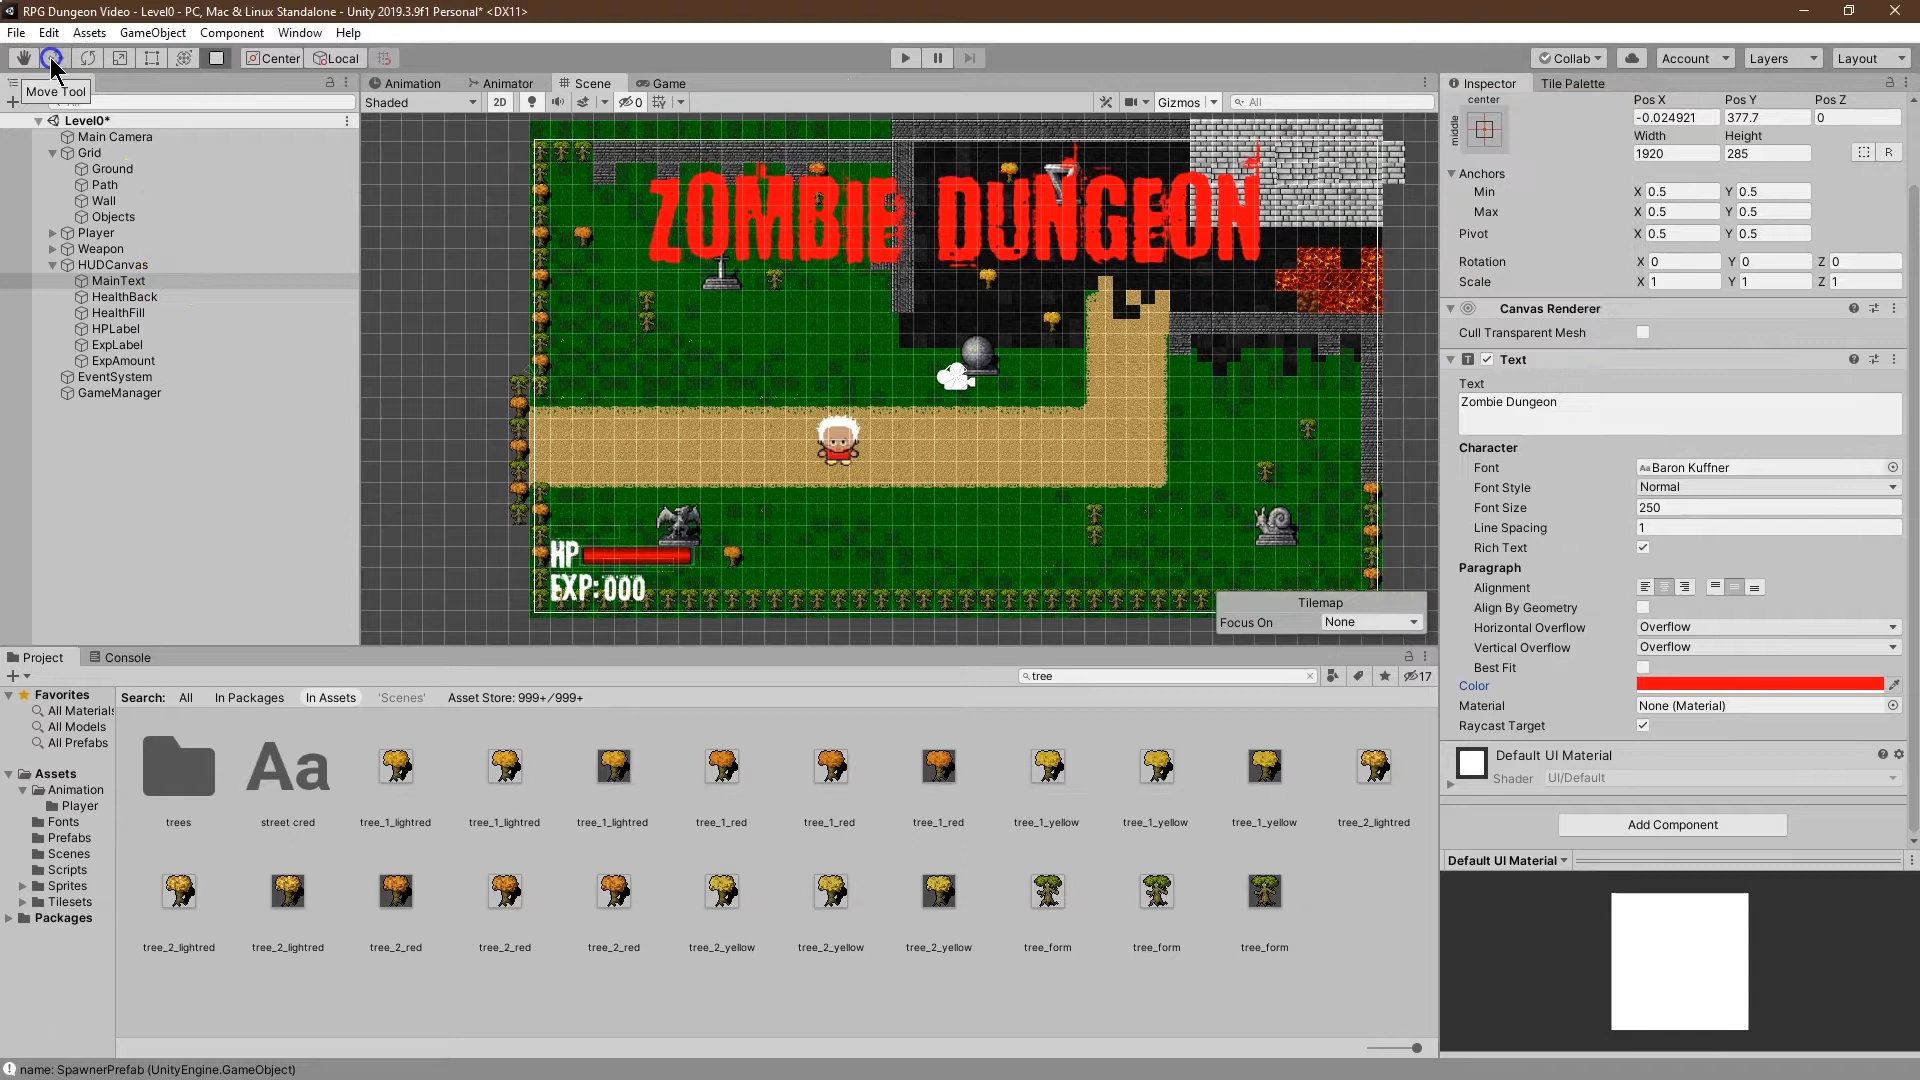 RPG Dungeon Video - Level0 - PC, Mac & Linux Standalone - Unity 2019.3.9f1 Personal* <DX11>
File Edit Assets GameObject Component Window Help
Center Local Collab Account Layers Layout
Move Tool
Animation Animator Scene Game
Shaded 2D 0 Gizmos All
Level0*
Main Camera
Grid
Ground
Path
Wall
Objects
Player
Weapon
HUDCanvas
MainText
HealthBack
HealthFill
HPLabel
ExpLabel
ExpAmount
EventSystem
GameManager
ZOMBIE DUNGEON
HP
EXP:000
Tilemap
Focus On None
Inspector Tile Palette
center Pos X Pos Y Pos Z
middle -0.024921 377.7 0
Width Height
1920 285 R
Anchors
Min X 0.5 Y 0.5
Max X 0.5 Y 0.5
Pivot X 0.5 Y 0.5
Rotation X 0 Y 0 Z 0
Scale X 1 Y 1 Z 1
Canvas Renderer
Cull Transparent Mesh
Text
Text
Zombie Dungeon
Character
Font Baron Kuffner
Font Style Normal
Font Size 250
Line Spacing 1
Rich Text
Paragraph
Alignment
Align By Geometry
Horizontal Overflow Overflow
Vertical Overflow Overflow
Best Fit
Color
Material None (Material)
Raycast Target
Default UI Material
Shader UI/Default
Add Component
Default UI Material
Project Console
tree 17
Favorites
All Materials
All Models
All Prefabs
Assets
Animation
Player
Fonts
Prefabs
Scenes
Scripts
Sprites
Tilesets
Packages
Search: All In Packages In Assets 'Scenes' Asset Store: 999+/999+
Aa
trees street cred tree_1_lightred tree_1_lightred tree_1_lightred tree_1_red tree_1_red tree_1_red tree_1_yellow tree_1_yellow tree_1_yellow tree_2_lightred
tree_2_lightred tree_2_lightred tree_2_red tree_2_red tree_2_red tree_2_yellow tree_2_yellow tree_2_yellow tree_form tree_form tree_form
name: SpawnerPrefab (UnityEngine.GameObject)